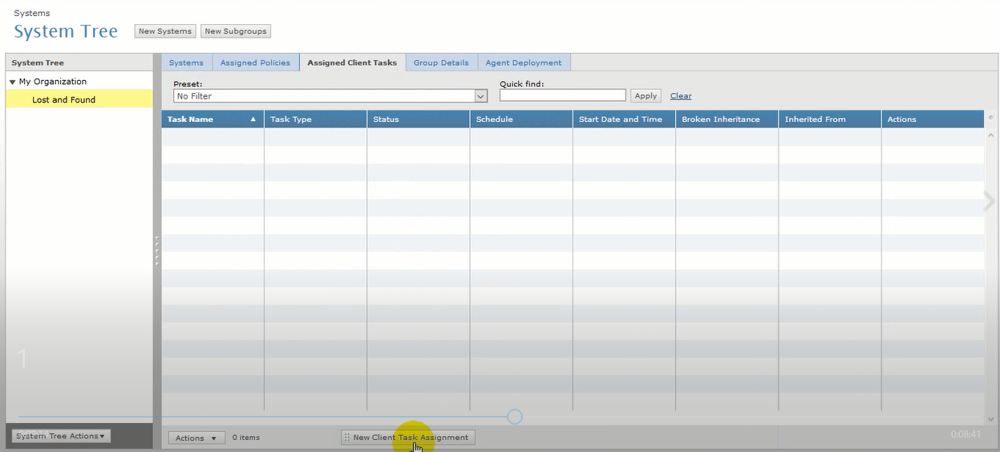 Systems
System Tree New Systems New Subgroups
System Tree Systems Assigned Policies Assigned Client Tasks Group Details Agent Deployment
My Organization
Lost and Found
Preset: Quick find:
No Filter Apply Clear
Task Name Task Type Status Schedule Start Date and Time Broken Inheritance Inherited From Actions
1
System Tree Actions Actions 0 items New Client Task Assignment 0:08:41